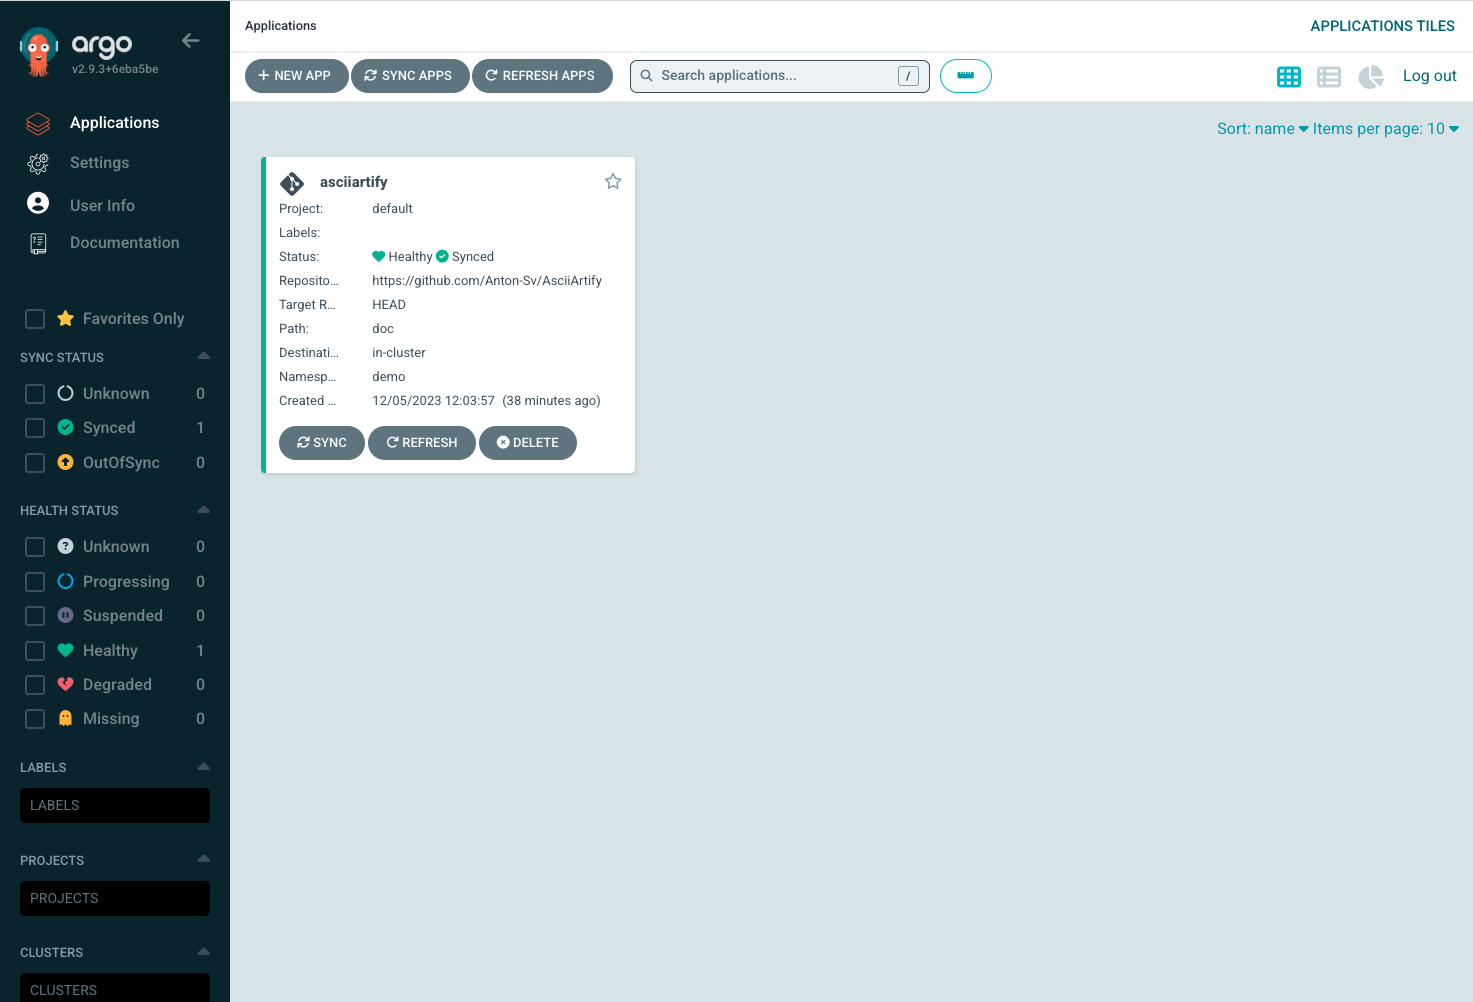 argo
v2.9.3+6eba5be
Applications
Settings
User Info
Documentation
Favorites Only
SYNC STATUS
Unknown 0
Synced 1
OutOfSync 0
HEALTH STATUS
Unknown 0
Progressing 0
Suspended 0
Healthy 1
Degraded 0
Missing 0
LABELS
LABELS
PROJECTS
PROJECTS
CLUSTERS
CLUSTERS
Applications
APPLICATIONS TILES
NEW APP SYNC APPS REFRESH APPS Search applications... / Log out
Sort: name Items per page: 10
asciiartify
Project: default
Labels:
Status: Healthy Synced
Reposito... https://github.com/Anton-Sv/AsciiArtify
Target R... HEAD
Path: doc
Destinati... in-cluster
Namesp... demo
Created ... 12/05/2023 12:03:57 (38 minutes ago)
SYNC REFRESH DELETE